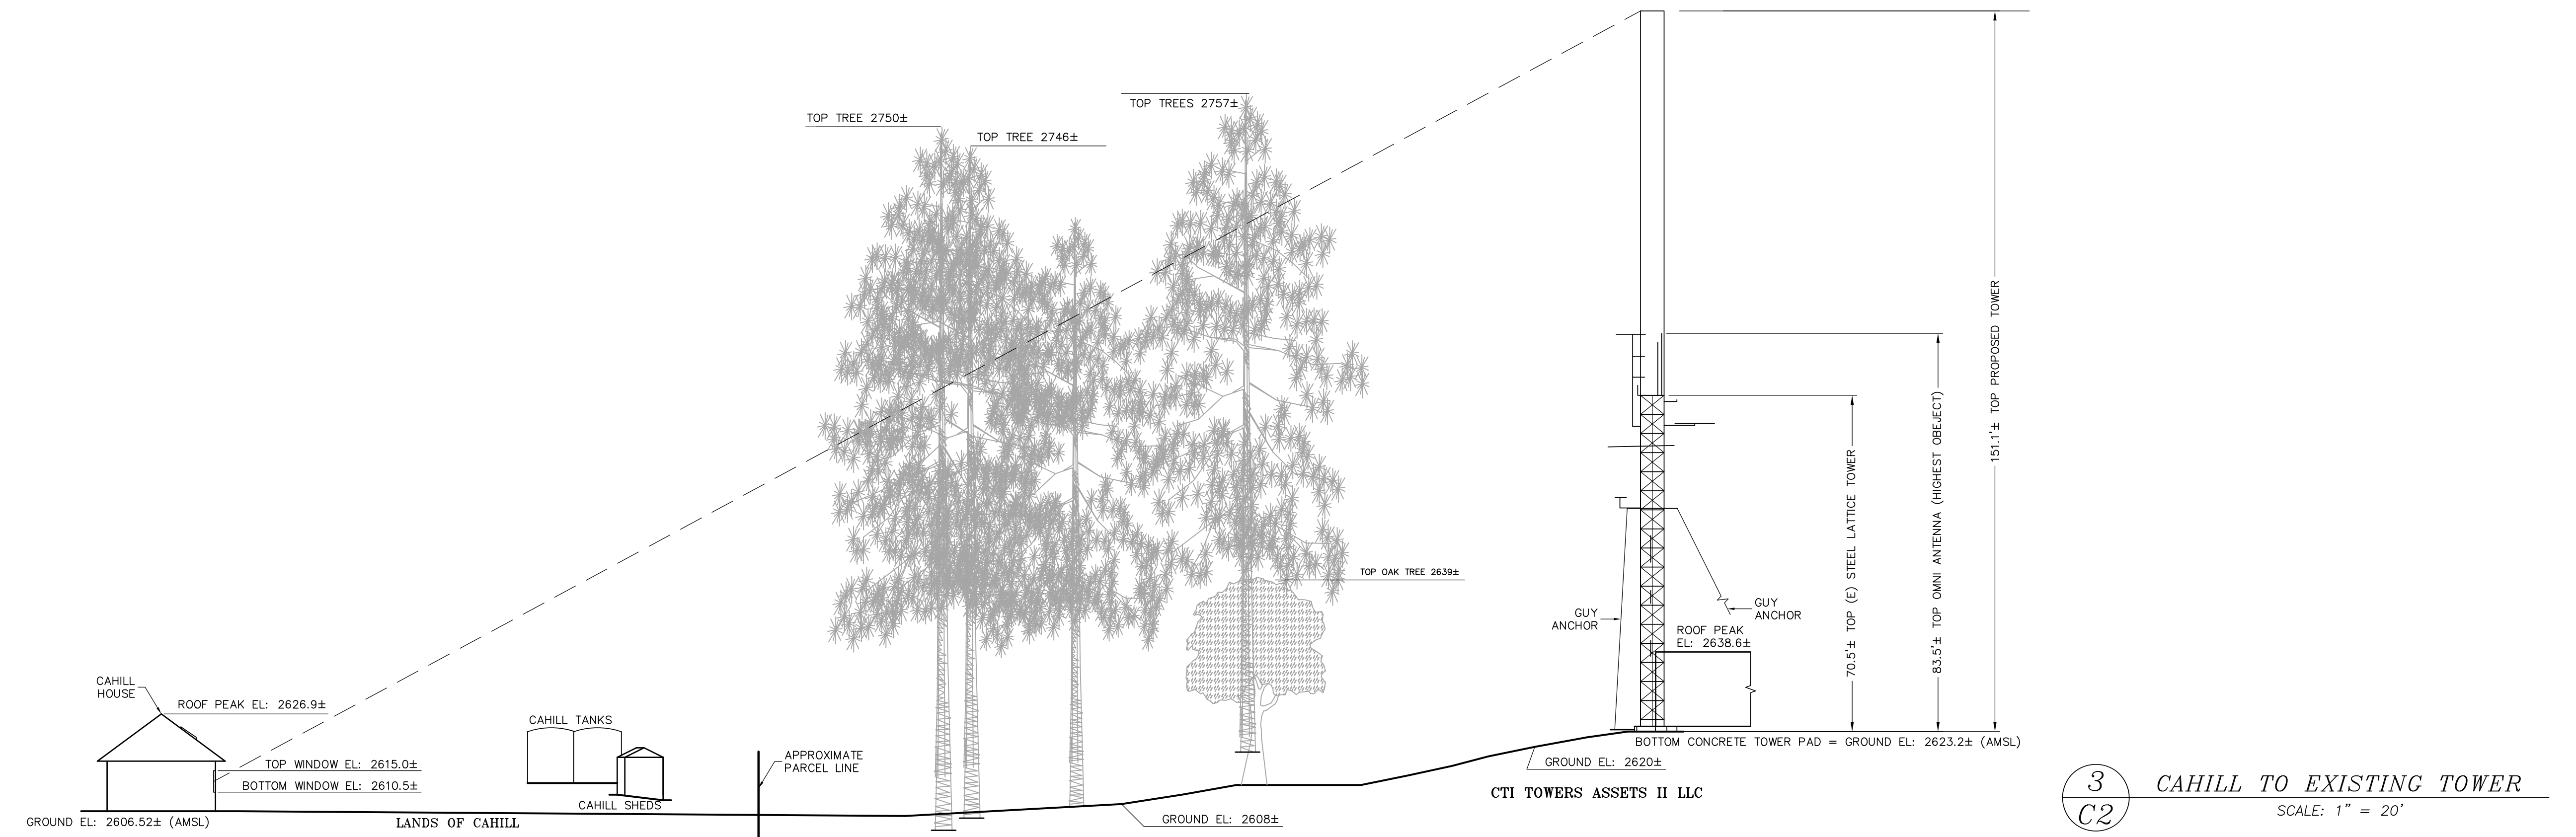 TOP TREES 2757±
TOP TREE 2750±
TOP TREE 2746±
151.1'± TOP PROPOSED TOWER
83.5'± TOP OMNI ANTENNA (HIGHEST OBEJECT)
70.5'± TOP (E) STEEL LATTICE TOWER
TOP OAK TREE 2639±
GUY
ANCHOR
GUY
ANCHOR
ROOF PEAK
EL: 2638.6±
CAHILL
HOUSE
ROOF PEAK EL: 2626.9±
CAHILL TANKS
TOP WINDOW EL: 2615.0±
BOTTOM WINDOW EL: 2610.5±
APPROXIMATE
PARCEL LINE
CAHILL SHEDS
GROUND EL: 2606.52± (AMSL)
LANDS OF CAHILL
GROUND EL: 2608±
BOTTOM CONCRETE TOWER PAD = GROUND EL: 2623.2± (AMSL)
GROUND EL: 2620±
CTI TOWERS ASSETS II LLC
3
C2
CAHILL TO EXISTING TOWER
SCALE: 1" = 20'